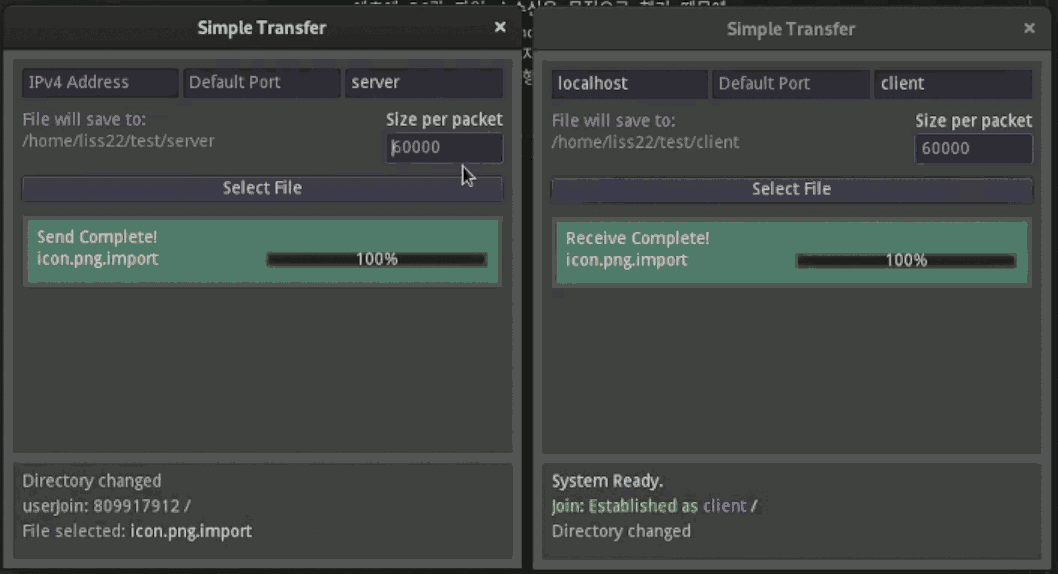 Simple Transfer
IPv4 Address Default Port server
File will save to: Size per packet
/home/liss22/test/server
60000
Select File
Send Complete!
icon.png.import 100%
Directory changed
userJoin: 809917912 /
File selected: icon.png.import
Simple Transfer
localhost Default Port client
File will save to: Size per packet
/home/liss22/test/client
60000
Select File
Receive Complete!
icon.png.import 100%
System Ready.
Join: Established as client /
Directory changed